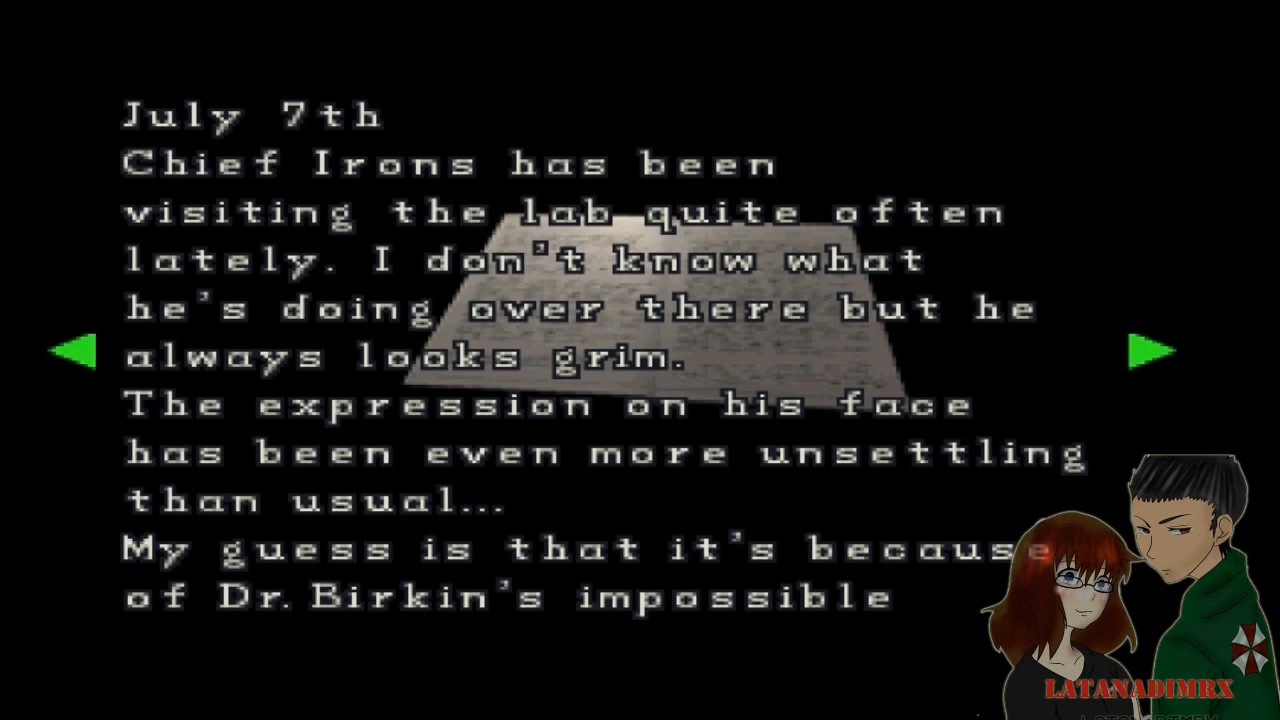 July 7th
Chief Irons has been
visiting the lab quite often
lately. I don't know what
he's doing over there but he
always looks grim.
The expression on his face
has been even more unsettling
than usual...
My guess is that it's because
of Dr. Birkin's impossible
LATANADIMRX